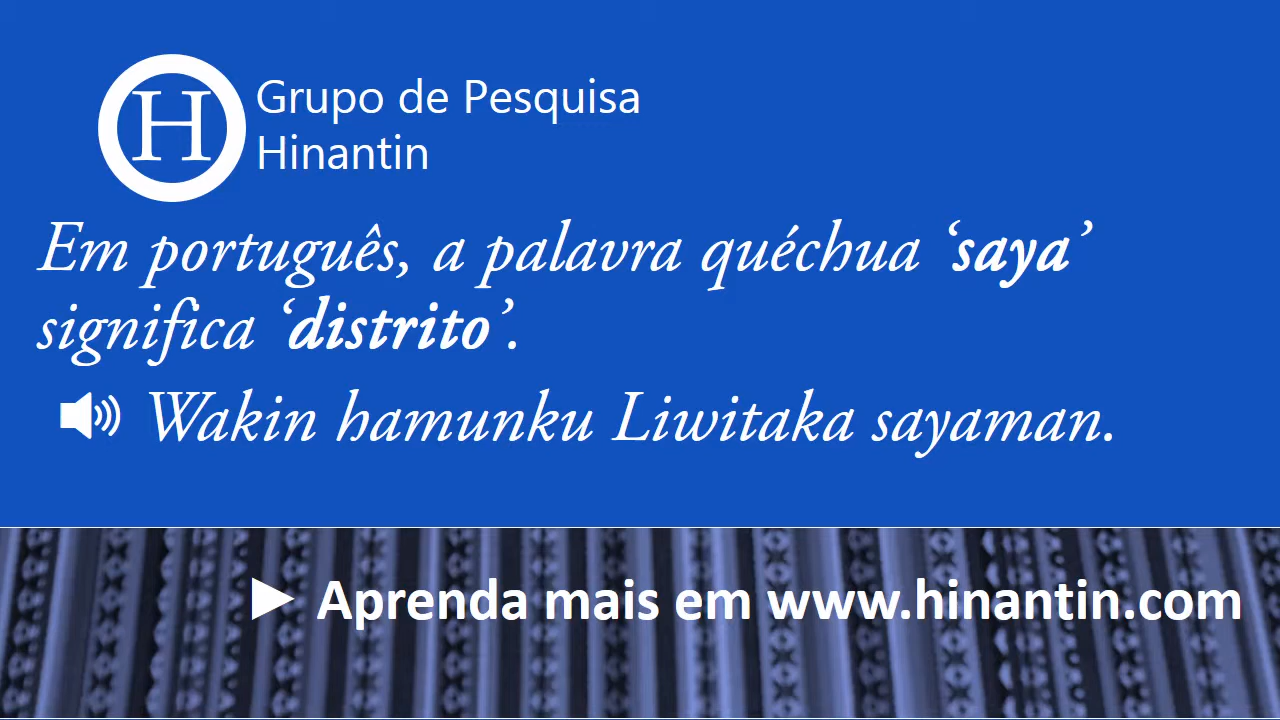 H
Grupo de Pesquisa
Hinantin
Em português, a palavra quéchua ‘saya’
significa ‘distrito’.
Wakin hamunku Liwitaka sayaman.
Aprenda mais em www.hinantin.com